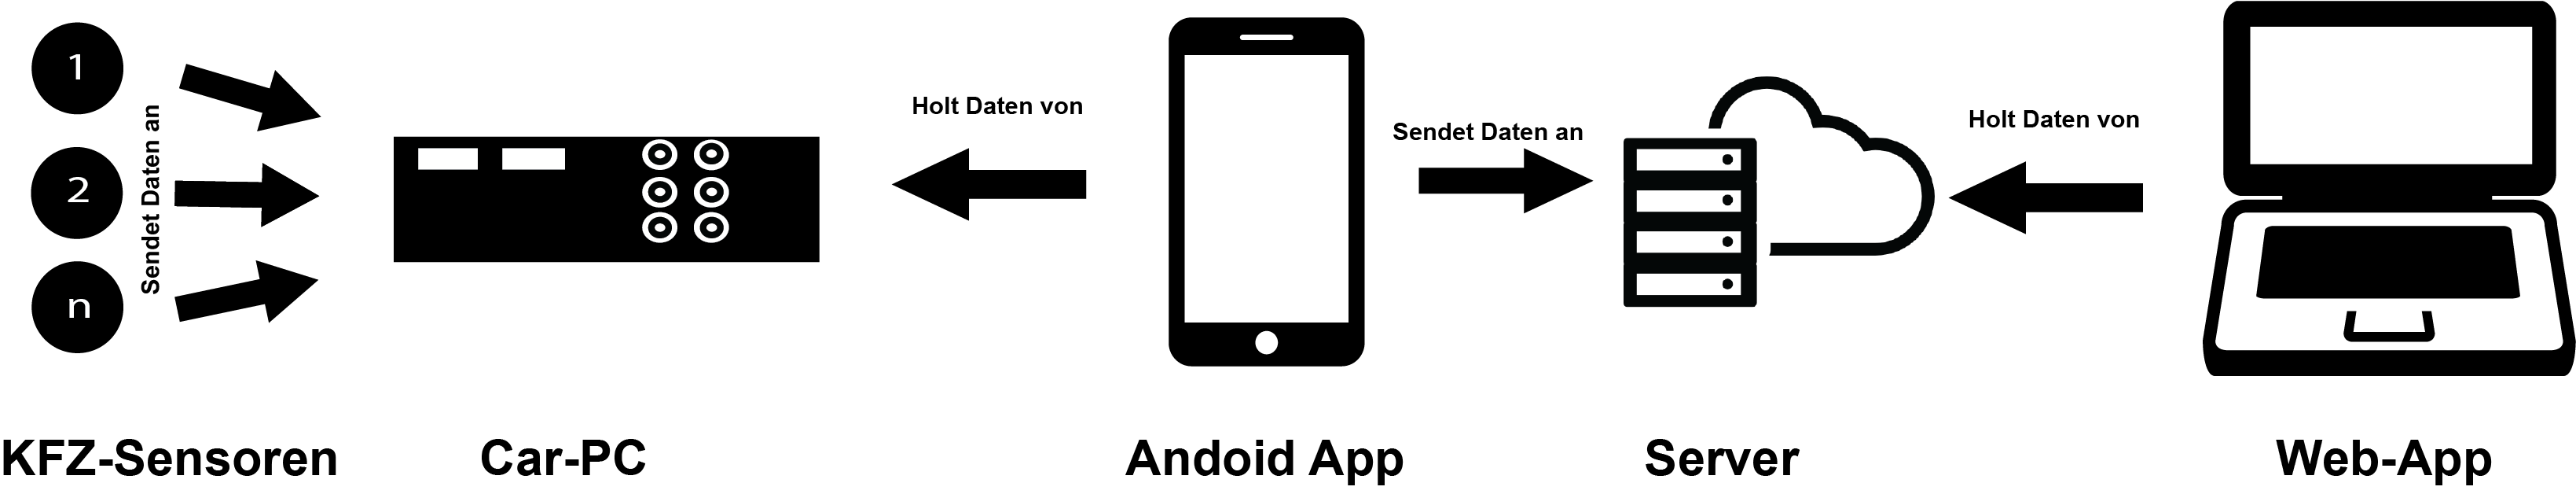 1
2
n
Sendet Daten an
Holt Daten von
Sendet Daten an
Holt Daten von
KFZ-Sensoren
Car-PC
Andoid App
Server
Web-App